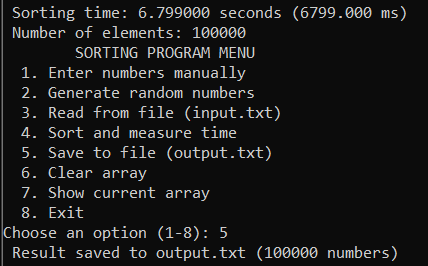 Sorting time: 6.799000 seconds (6799.000 ms)
Number of elements: 100000
SORTING PROGRAM MENU
1. Enter numbers manually
2. Generate random numbers
3. Read from file (input.txt)
4. Sort and measure time
5. Save to file (output.txt)
6. Clear array
7. Show current array
8. Exit
Choose an option (1-8): 5
Result saved to output.txt (100000 numbers)